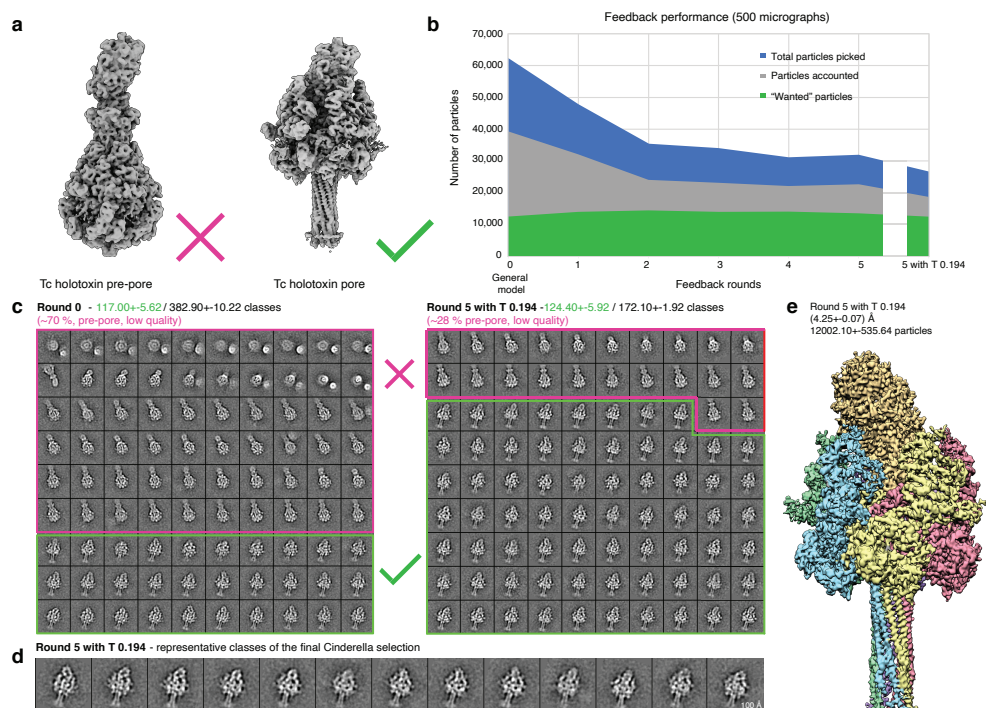 a
Tc holotoxin pre-pore
Tc holotoxin pore
b
Feedback performance (500 micrographs)
Number of particles
70,000
60,000
50,000
40,000
30,000
20,000
10,000
0
Total particles picked
Particles accounted
“Wanted” particles
0
1
2
3
4
5
5 with T 0.194
General
model
Feedback rounds
c
Round 0 - 117.00+-5.62 / 382.90+-10.22 classes
(~70 %, pre-pore, low quality)
Round 5 with T 0.194 -124.40+-5.92 / 172.10+-1.92 classes
(~28 % pre-pore, low quality)
d
Round 5 with T 0.194 - representative classes of the final Cinderella selection
100 Å
e
Round 5 with T 0.194
(4.25+-0.07) Å
12002.10+-535.64 particles